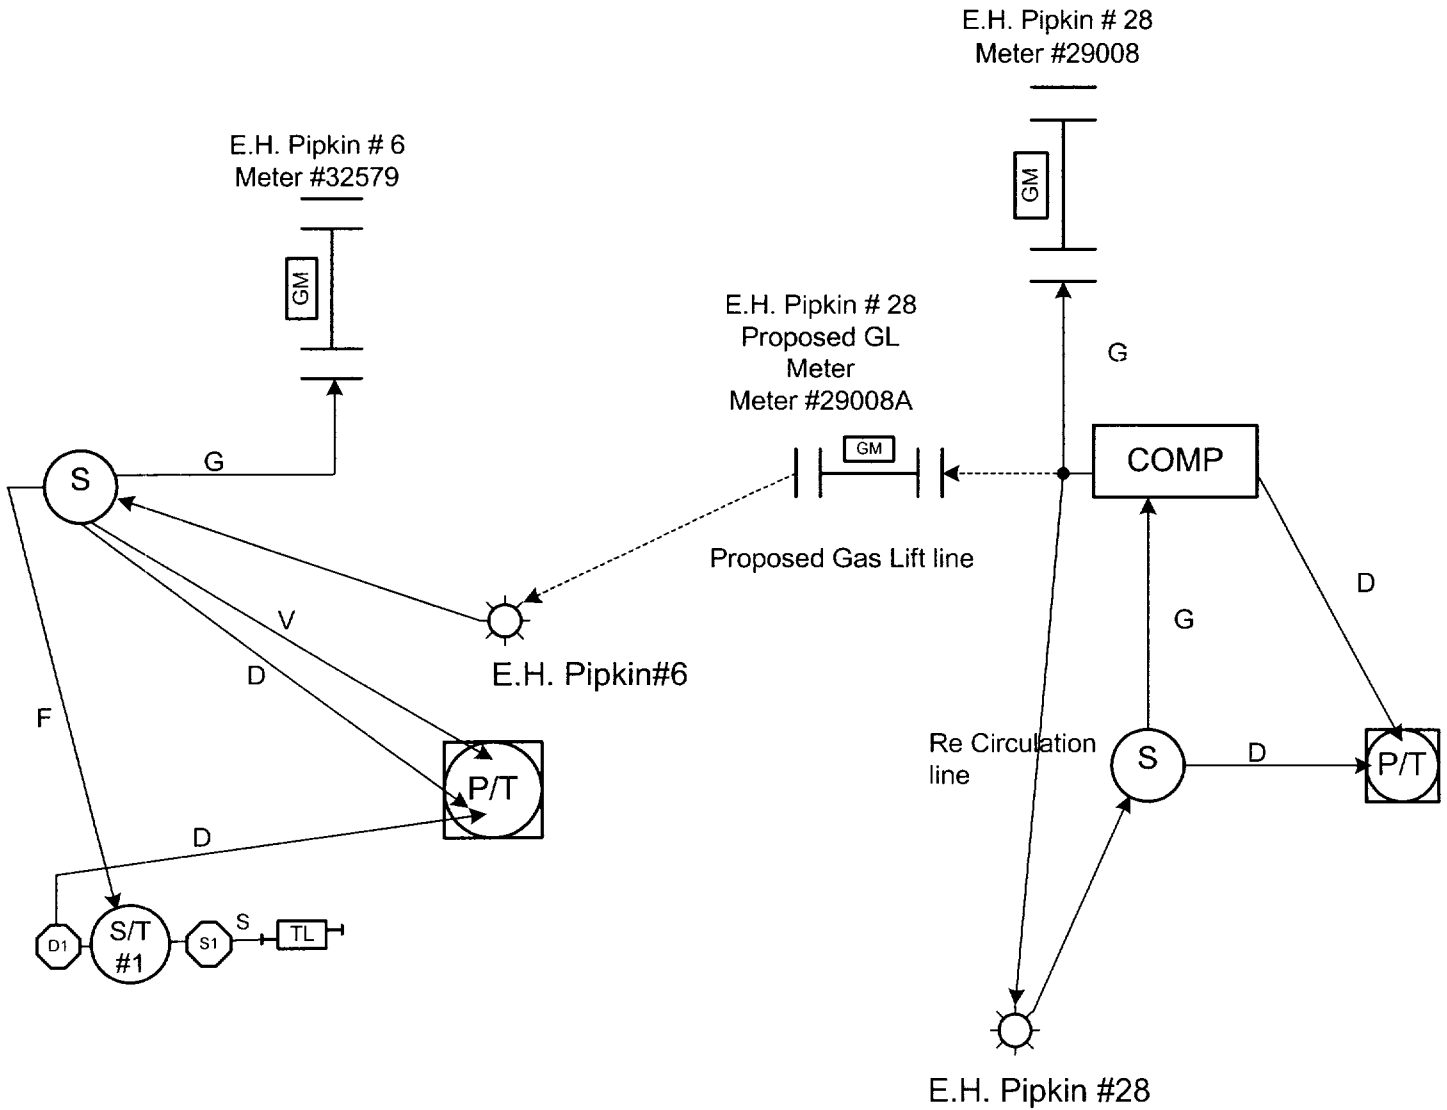 E.H. Pipkin # 28
Meter #29008
GM
E.H. Pipkin # 6
Meter #32579
GM
E.H. Pipkin # 28
Proposed GL
Meter
Meter #29008A
GM
G
COMP
S
G
Proposed Gas Lift line
D
G
V
D
E.H. Pipkin#6
F
Re Circulation
line
S
D
P/T
P/T
D
D1
S/T
#1
S1
S
TL
E.H. Pipkin #28